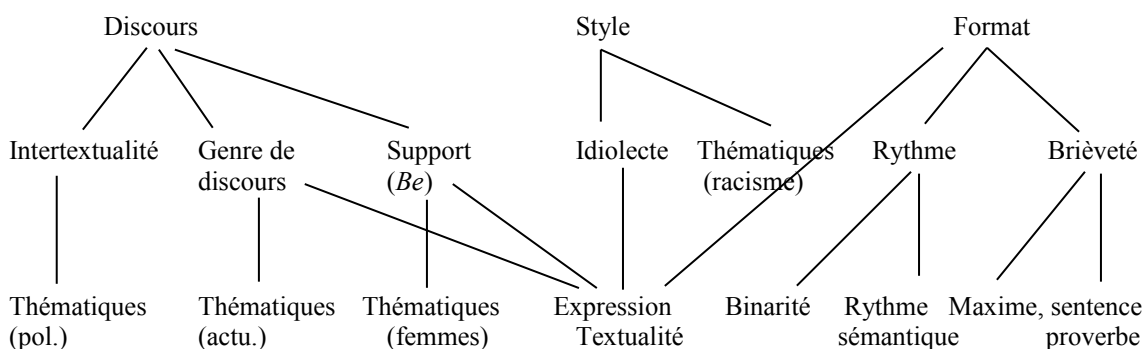 Discours Style Format
Intertextualité Genre de Support Idiolecte Thématiques Rythme Brièveté
discours (Be) (racisme)
Thématiques Thématiques Thématiques Expression Binarité Rythme Maxime, sentence
(pol.) (actu.) (femmes) Textualité sémantique proverbe